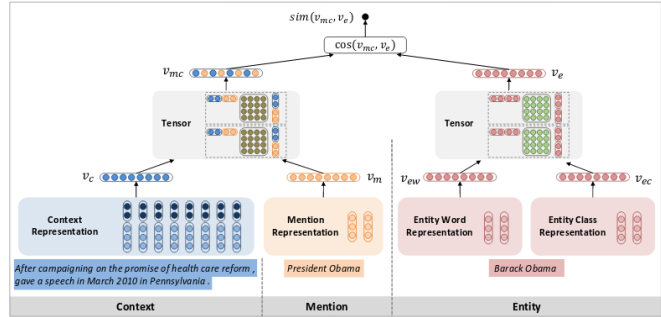 sim(v_mc, v_e)
cos(v_mc, v_e)
v_mc
v_e
Tensor
Tensor
v_c
v_m
v_ew
v_ec
Context
Representation
Mention
Representation
Entity Word
Representation
Entity Class
Representation
After campaigning on the promise of health care reform ,
gave a speech in March 2010 in Pennsylvania .
President Obama
Barack Obama
Context
Mention
Entity